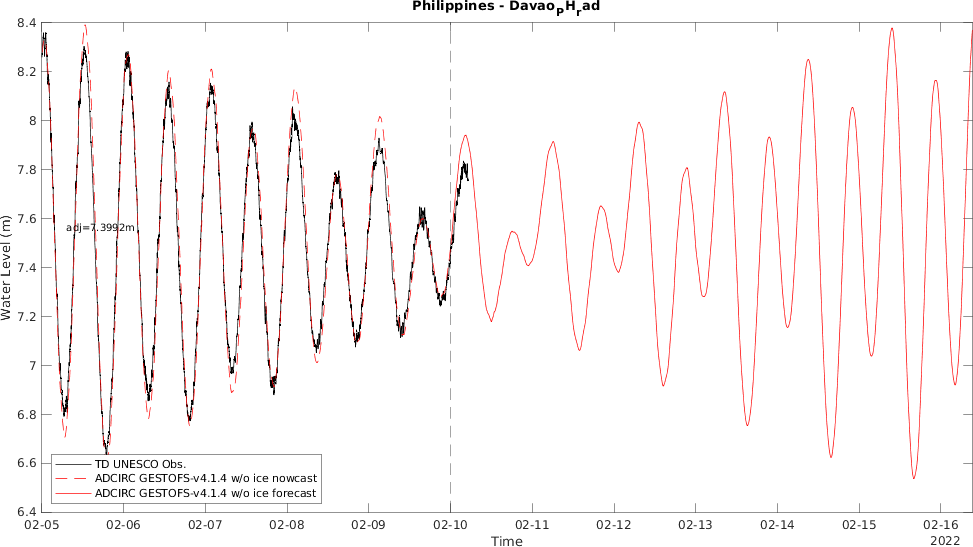 Philippines - Davao_pH_rad
8.4
8.2
8
7.8
7.6
7.4
7.2
7
6.8
6.6
6.4
Water Level (m)
adj=7.3992m
TD UNESCO Obs.
ADCIRC GESTOFS-v4.1.4 w/o ice nowcast
ADCIRC GESTOFS-v4.1.4 w/o ice forecast
02-05 02-06 02-07 02-08 02-09 02-10 02-11 02-12 02-13 02-14 02-15 02-16
Time
2022